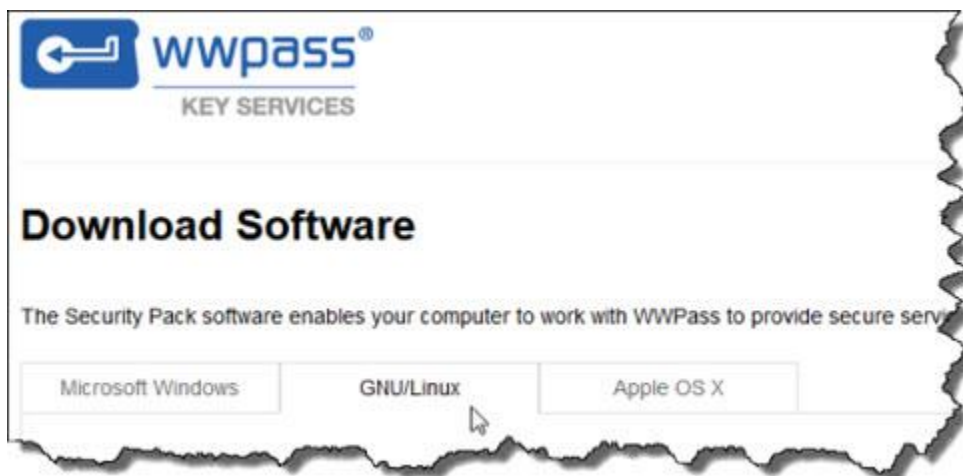 wwpass®
KEY SERVICES
Download Software
The Security Pack software enables your computer to work with WWPass to provide secure
Microsoft Windows GNU/Linux Apple OS X